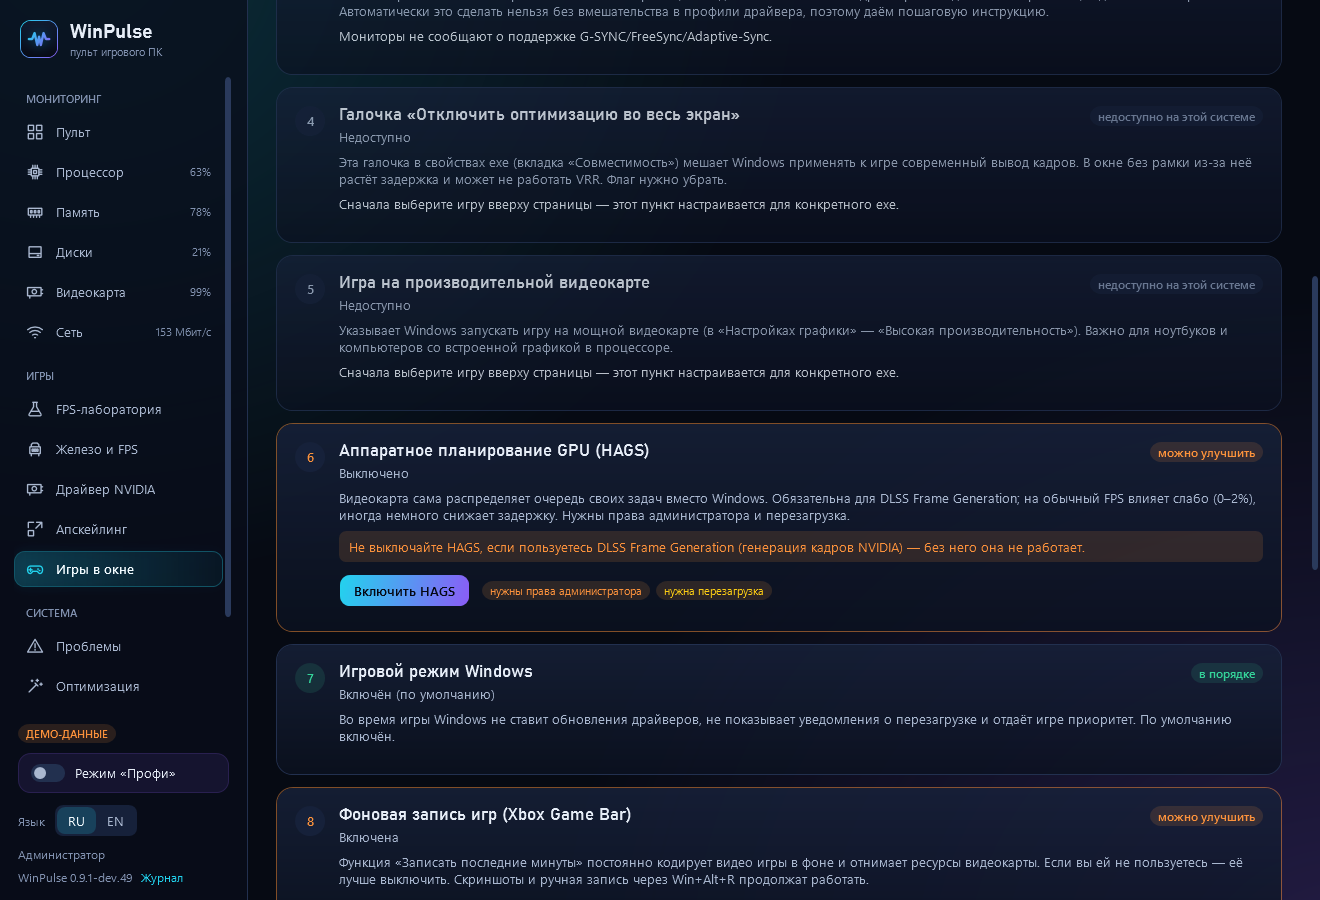 WinPulse
пульт игрового ПК
МОНИТОРИНГ
Пульт
Процессор 63%
Память 78%
Диски 21%
Видеокарта 99%
Сеть 153 Мбит/с
ИГРЫ
FPS-лаборатория
Железо и FPS
Драйвер NVIDIA
Апскейлинг
Игры в окне
СИСТЕМА
Проблемы
Оптимизация
ДЕМО-ДАННЫЕ
Режим «Профи»
Язык RU EN
Администратор
WinPulse 0.9.1-dev.49 Журнал
Автоматически это сделать нельзя без вмешательства в профили драйвера, поэтому даём пошаговую инструкцию.
Мониторы не сообщают о поддержке G-SYNC/FreeSync/Adaptive-Sync.
4 Галочка «Отключить оптимизацию во весь экран» недоступно на этой системе
Недоступно
Эта галочка в свойствах exe (вкладка «Совместимость») мешает Windows применять к игре современный вывод кадров. В окне без рамки из-за неё
растёт задержка и может не работать VRR. Флаг нужно убрать.
Сначала выберите игру вверху страницы — этот пункт настраивается для конкретного exe.
5 Игра на производительной видеокарте недоступно на этой системе
Недоступно
Указывает Windows запускать игру на мощной видеокарте (в «Настройках графики» — «Высокая производительность»). Важно для ноутбуков и
компьютеров со встроенной графикой в процессоре.
Сначала выберите игру вверху страницы — этот пункт настраивается для конкретного exe.
6 Аппаратное планирование GPU (HAGS) можно улучшить
Выключено
Видеокарта сама распределяет очередь своих задач вместо Windows. Обязательна для DLSS Frame Generation; на обычный FPS влияет слабо (0–2%),
иногда немного снижает задержку. Нужны права администратора и перезагрузка.
Не выключайте HAGS, если пользуетесь DLSS Frame Generation (генерация кадров NVIDIA) — без него она не работает.
Включить HAGS нужны права администратора нужна перезагрузка
7 Игровой режим Windows в порядке
Включён (по умолчанию)
Во время игры Windows не ставит обновления драйверов, не показывает уведомления о перезагрузке и отдаёт игре приоритет. По умолчанию
включён.
8 Фоновая запись игр (Xbox Game Bar) можно улучшить
Включена
Функция «Записать последние минуты» постоянно кодирует видео игры в фоне и отнимает ресурсы видеокарты. Если вы ей не пользуетесь — её
лучше выключить. Скриншоты и ручная запись через Win+Alt+R продолжат работать.